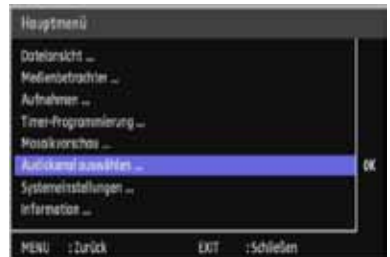 Hauptmenü
Dateiansicht ...
Medienbetrachter ...
Aufnahmen ...
Timer-Programmierung ...
Mosaikvorschau ...
Audiokanal auswählen ...
Systemeinstellungen ...
Information ...
OK
MENU :Zurück EXIT :Schließen